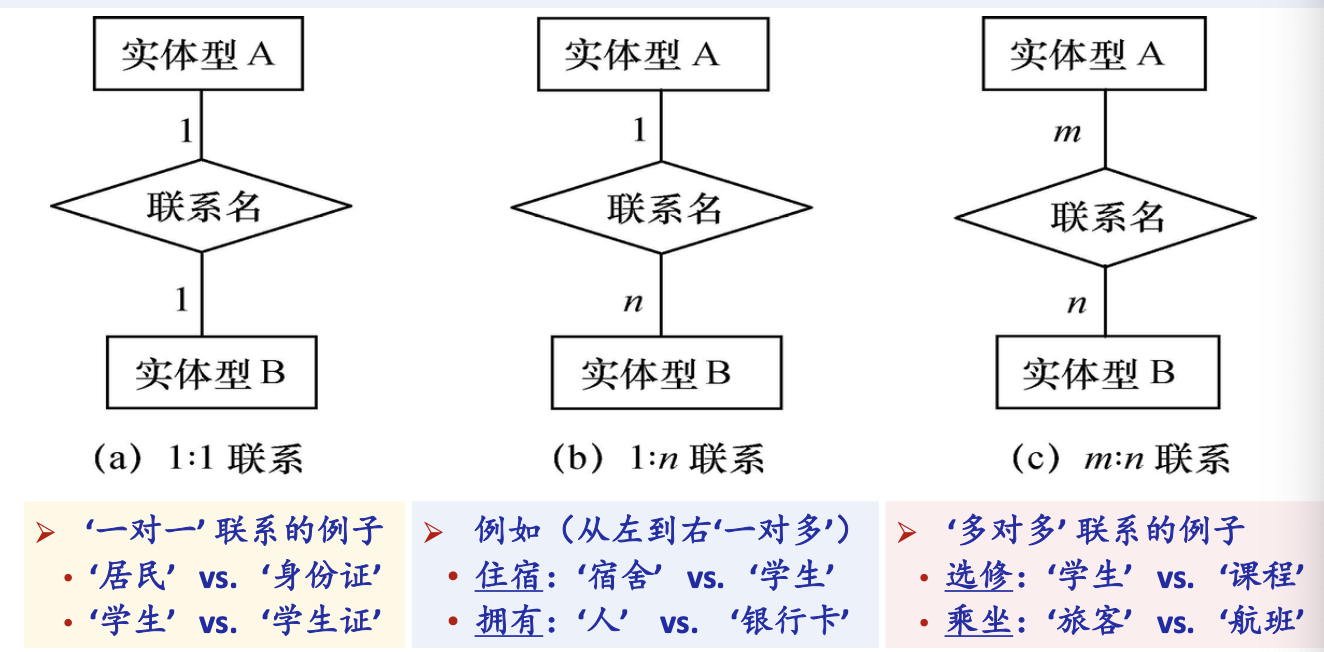 实体型 A
1
联系名
1
实体型 B
(a) 1:1 联系
实体型 A
1
联系名
n
实体型 B
(b) 1:n 联系
实体型 A
m
联系名
n
实体型 B
(c) m:n 联系
➢ ‘一对一’ 联系的例子
• ‘居民’ vs. ‘身份证’
• ‘学生’ vs. ‘学生证’
➢ 例如（从左到右‘一对多’）
• 住宿：‘宿舍’ vs. ‘学生’
• 拥有：‘人’ vs. ‘银行卡’
➢ ‘多对多’ 联系的例子
• 选修：‘学生’ vs. ‘课程’
• 乘坐：‘旅客’ vs. ‘航班’